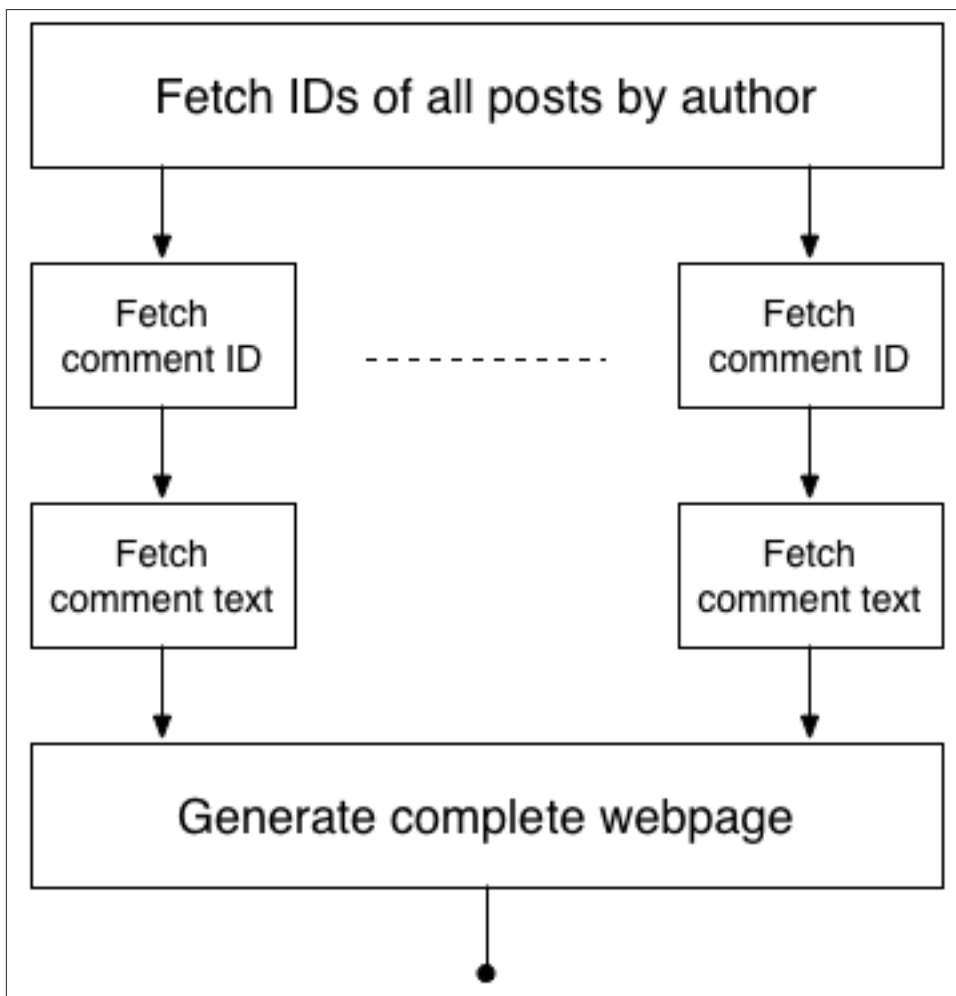 Fetch IDs of all posts by author
Fetch
comment ID
Fetch
comment ID
Fetch
comment text
Fetch
comment text
Generate complete webpage